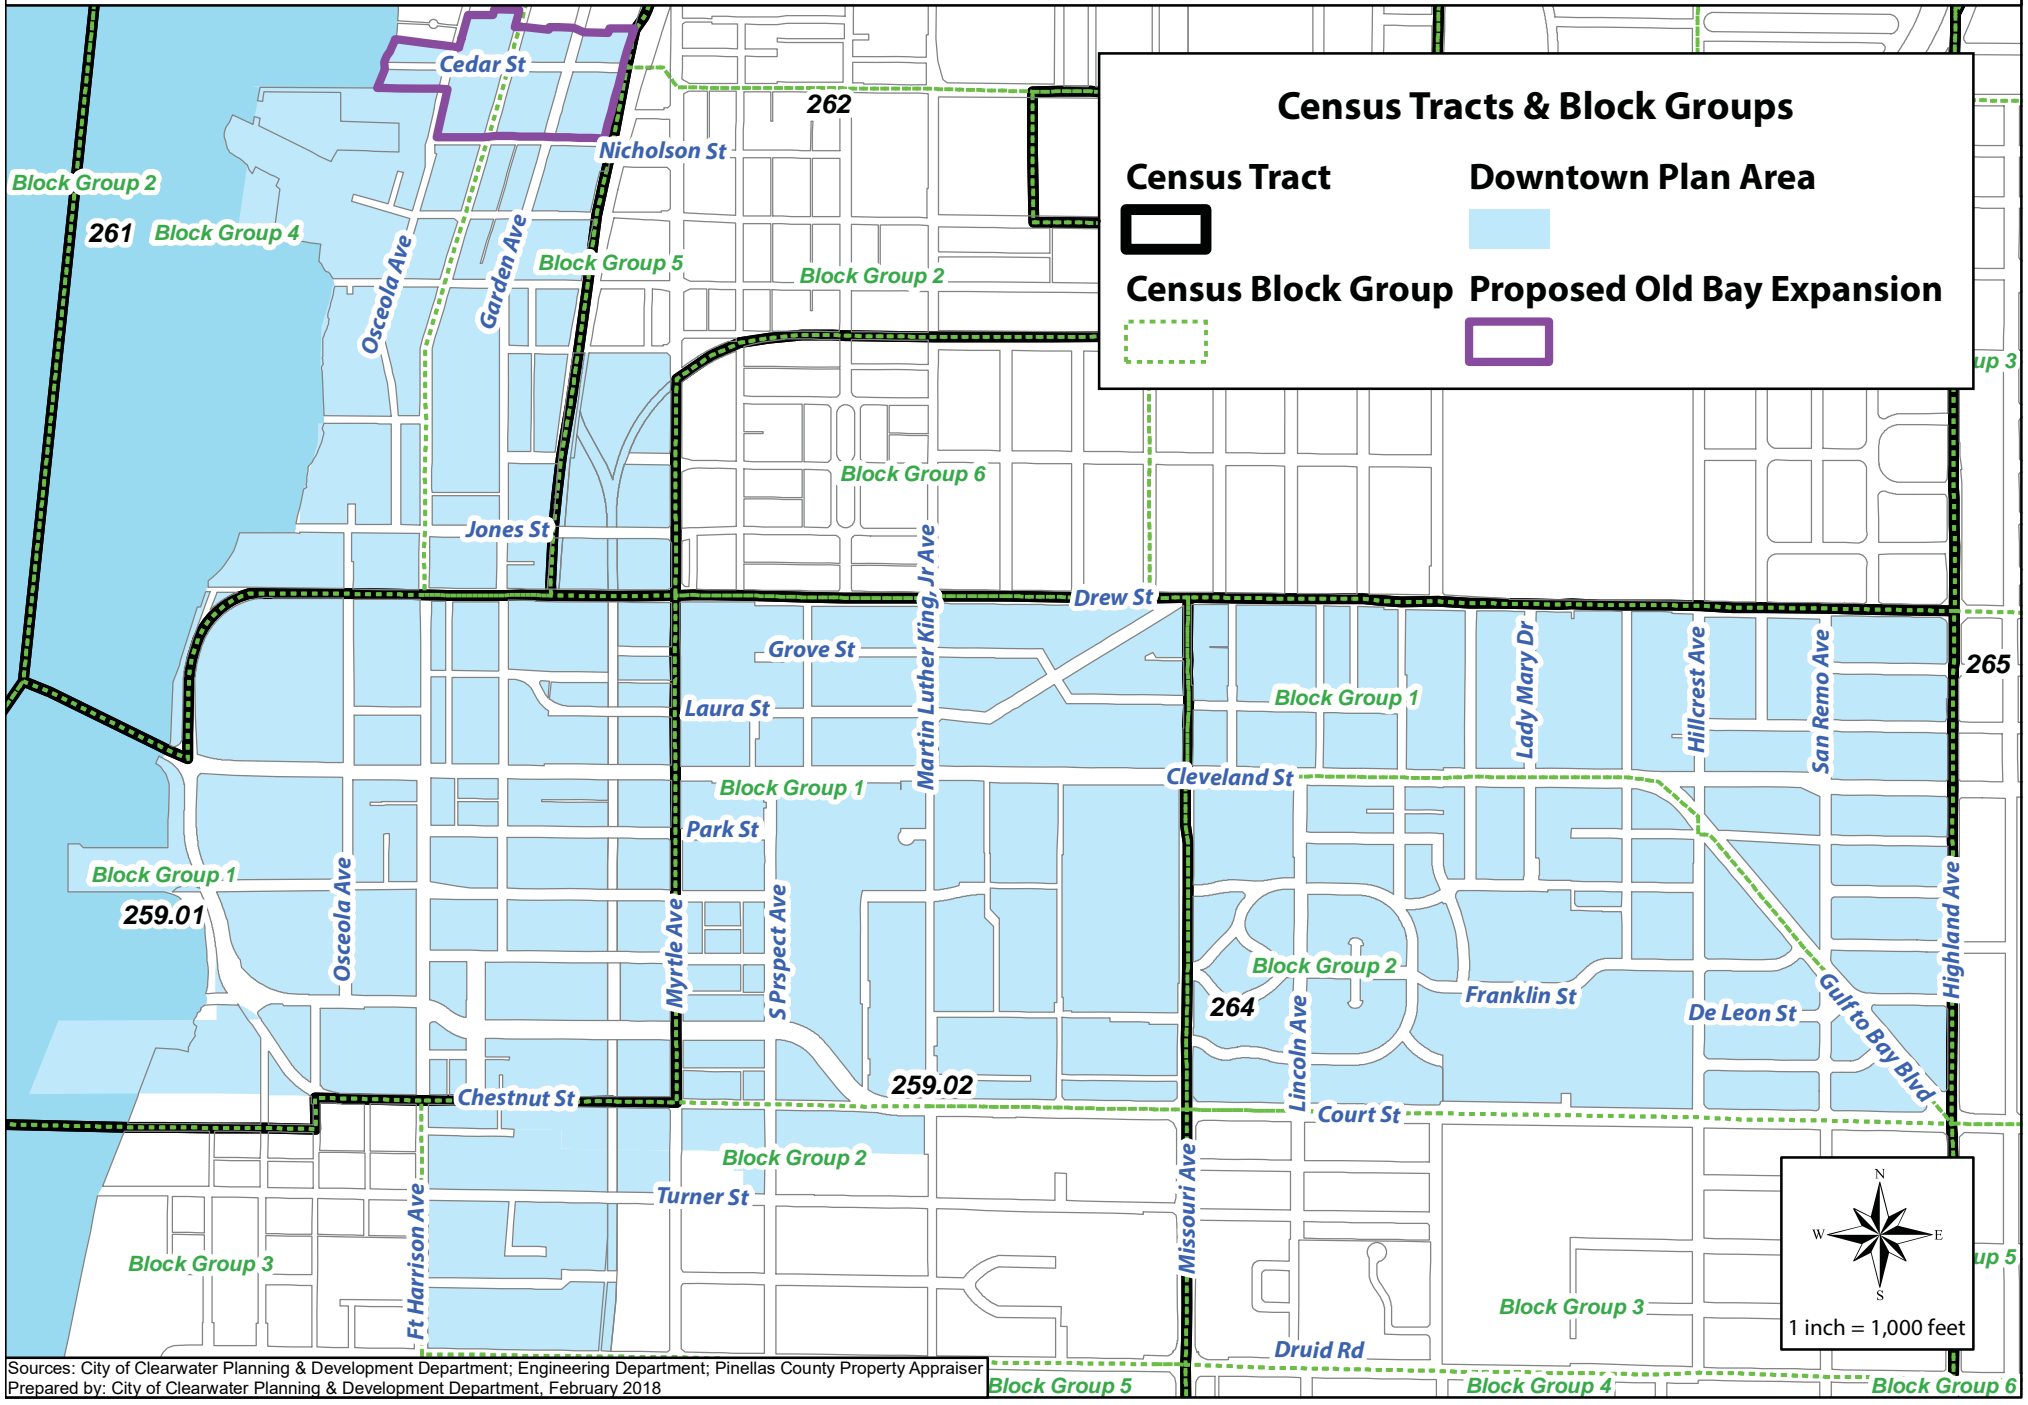 Census Tracts & Block Groups
Census Tract
Downtown Plan Area
Census Block Group
Proposed Old Bay Expansion
Cedar St
262
Nicholson St
Block Group 2
261
Block Group 4
Osceola Ave
Garden Ave
Block Group 5
Block Group 2
up 3
Block Group 6
Jones St
Martin Luther King, Jr Ave
Drew St
Grove St
Laura St
Block Group 1
Lady Mary Dr
Hillcrest Ave
San Remo Ave
265
Cleveland St
Block Group 1
Park St
Block Group 1
259.01
Osceola Ave
Myrtle Ave
S Prspect Ave
Block Group 2
264
Lincoln Ave
Franklin St
De Leon St
Gulf to Bay Blvd
Highland Ave
259.02
Chestnut St
Court St
Block Group 2
Turner St
Missouri Ave
Ft Harrison Ave
Block Group 3
Block Group 3
up 5
N
W
E
S
1 inch = 1,000 feet
Druid Rd
Sources: City of Clearwater Planning & Development Department; Engineering Department; Pinellas County Property Appraiser
Prepared by: City of Clearwater Planning & Development Department, February 2018
Block Group 5
Block Group 4
Block Group 6